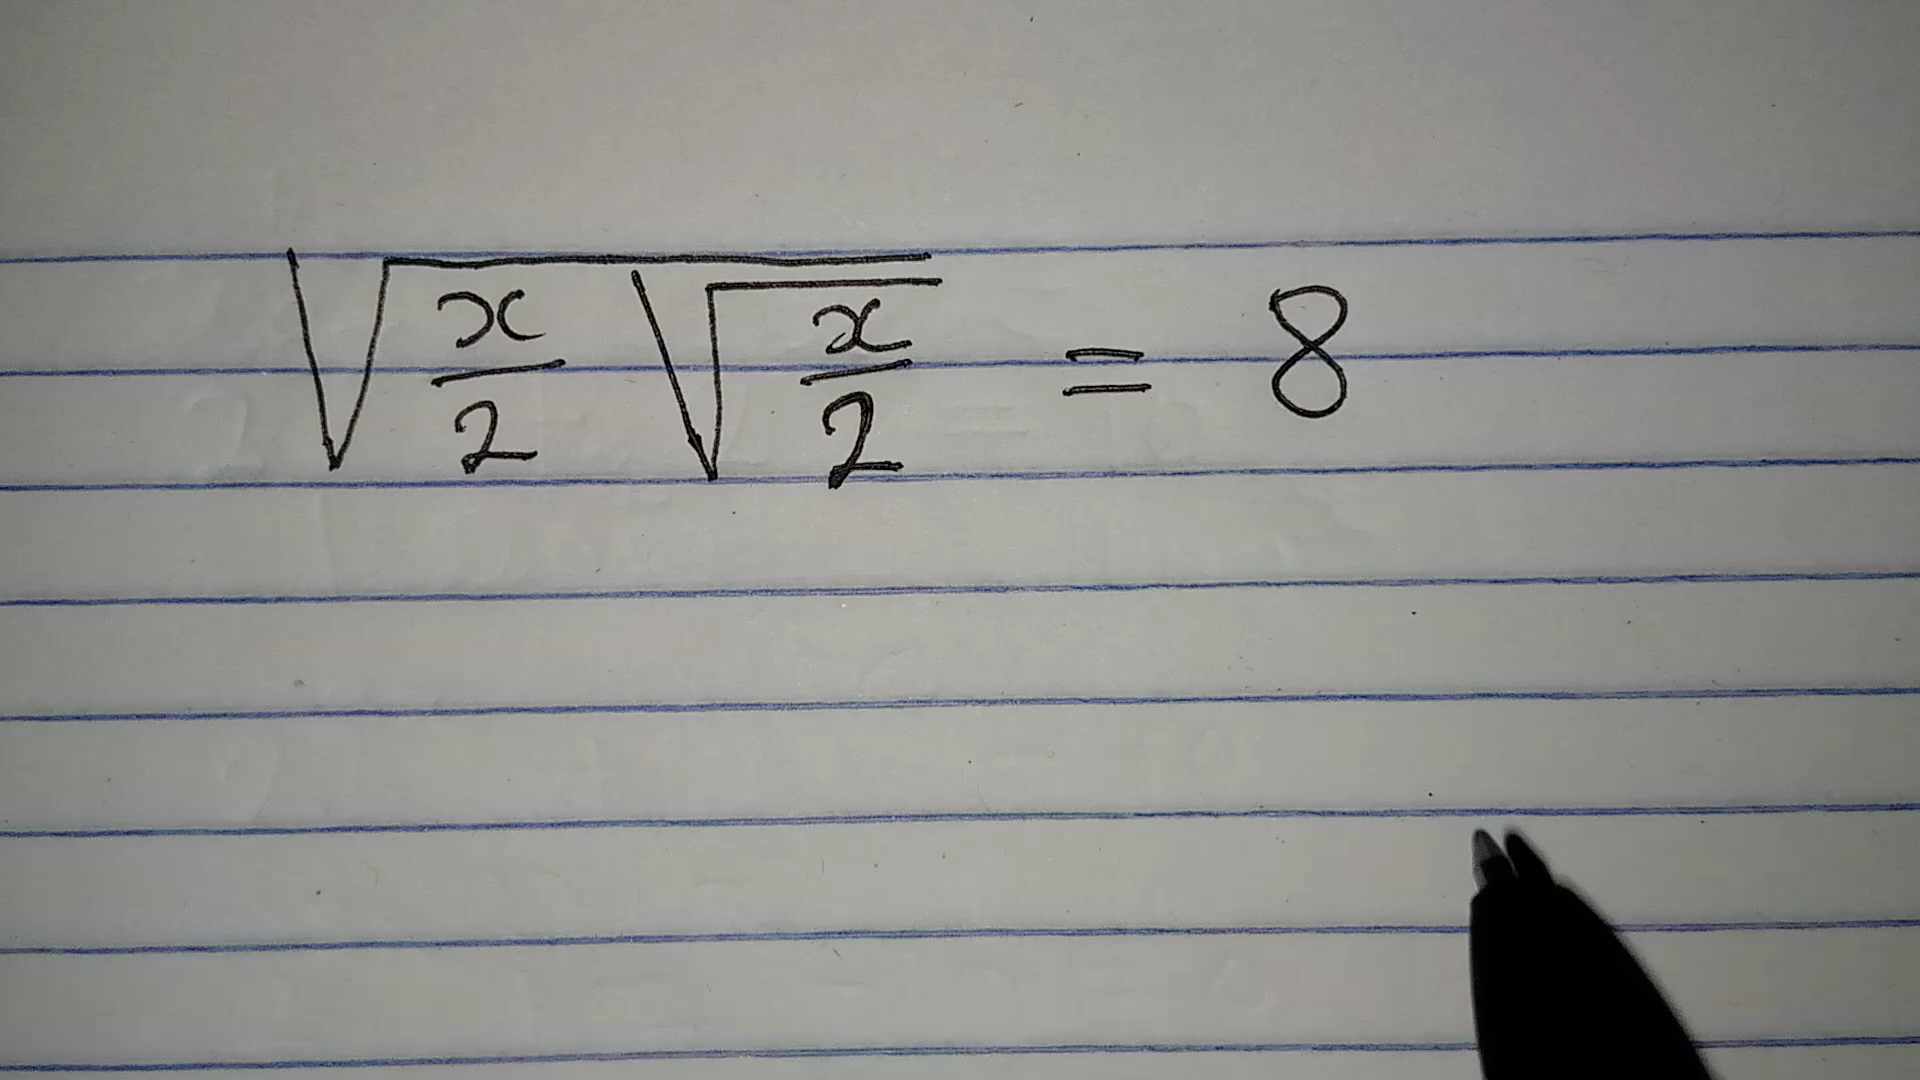 √(x/2 √(x/2)) = 8